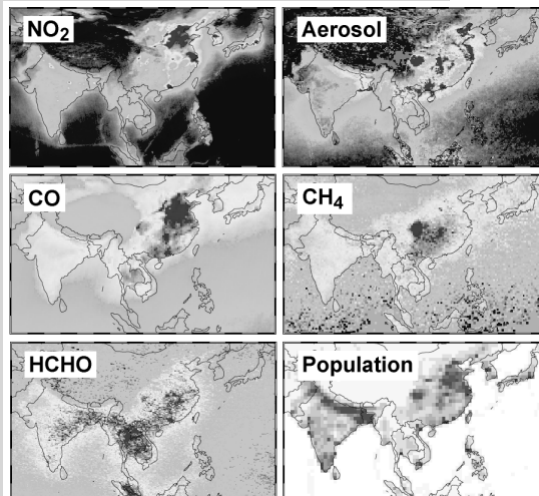 NO₂
Aerosol
CO
CH₄
HCHO
Population